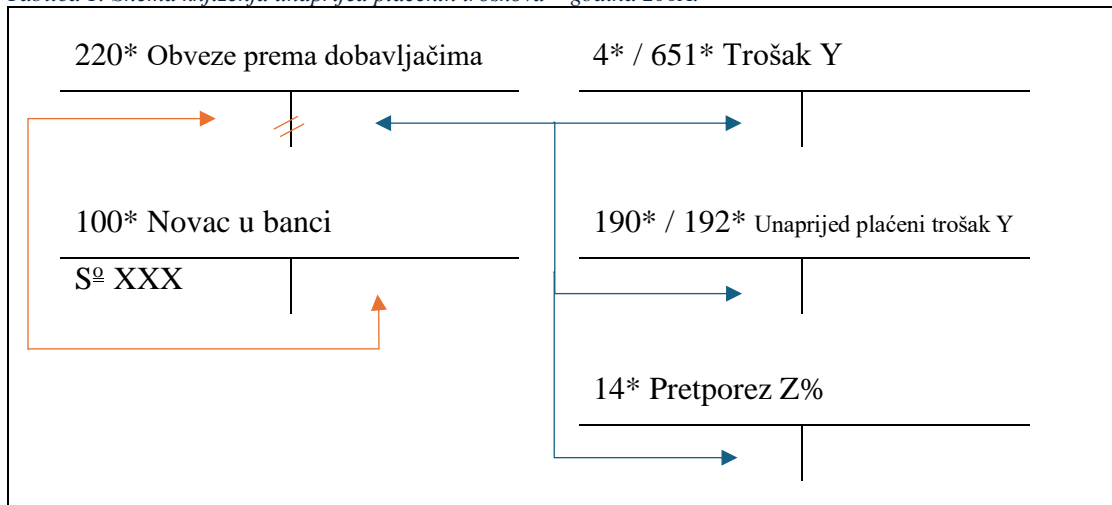 220* Obveze prema dobavljačima
4* / 651* Trošak Y
100* Novac u banci
190* / 192* Unaprijed plaćeni trošak Y
Sº XXX
14* Pretporez Z%